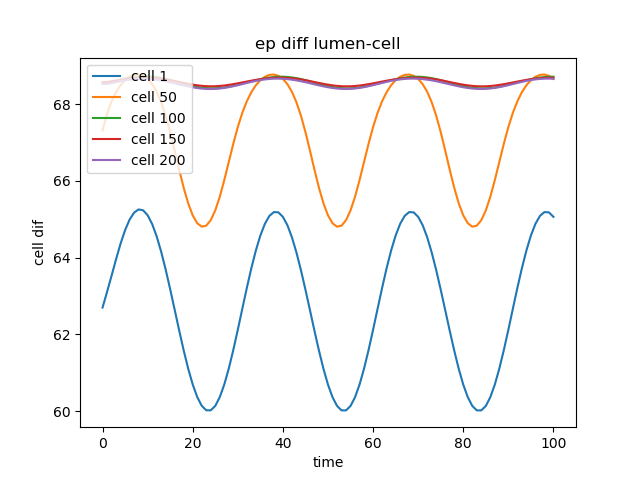 ep diff lumen-cell
cell 1
cell 50
cell 100
cell 150
cell 200
68
66
64
62
60
cell dif
0 20 40 60 80 100
time